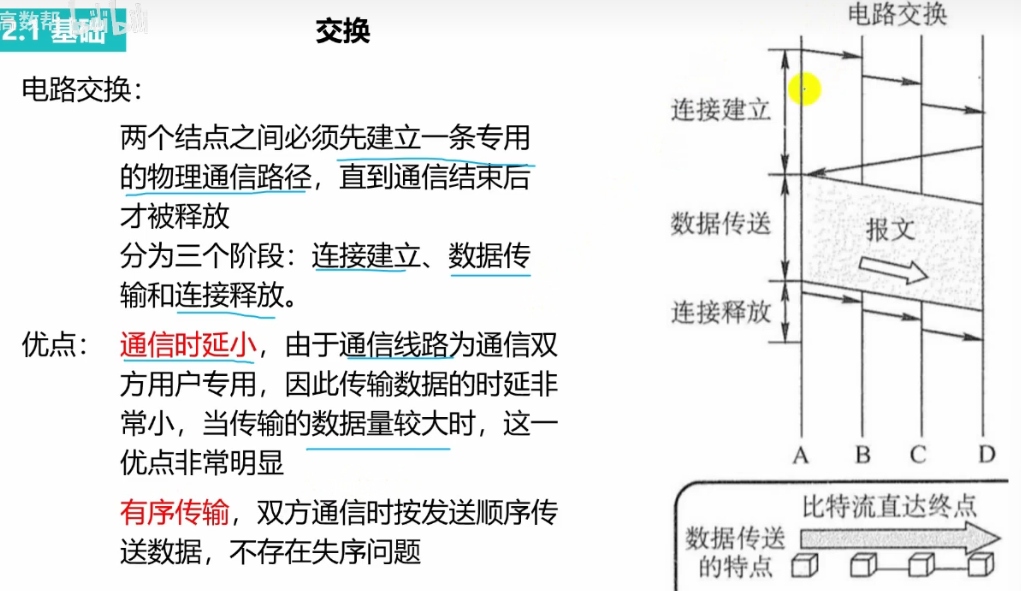 高数帮
bilibili
2.1 基础
交换
电路交换：
两个结点之间必须先建立一条专用
的物理通信路径，直到通信结束后
才被释放
分为三个阶段：连接建立、数据传
输和连接释放。
优点：
通信时延小，由于通信线路为通信双
方用户专用，因此传输数据的时延非
常小，当传输的数据量较大时，这一
优点非常明显
有序传输，双方通信时按发送顺序传
送数据，不存在失序问题
电路交换
连接建立
数据传送
报文
连接释放
A B C D
比特流直达终点
数据传送
的特点